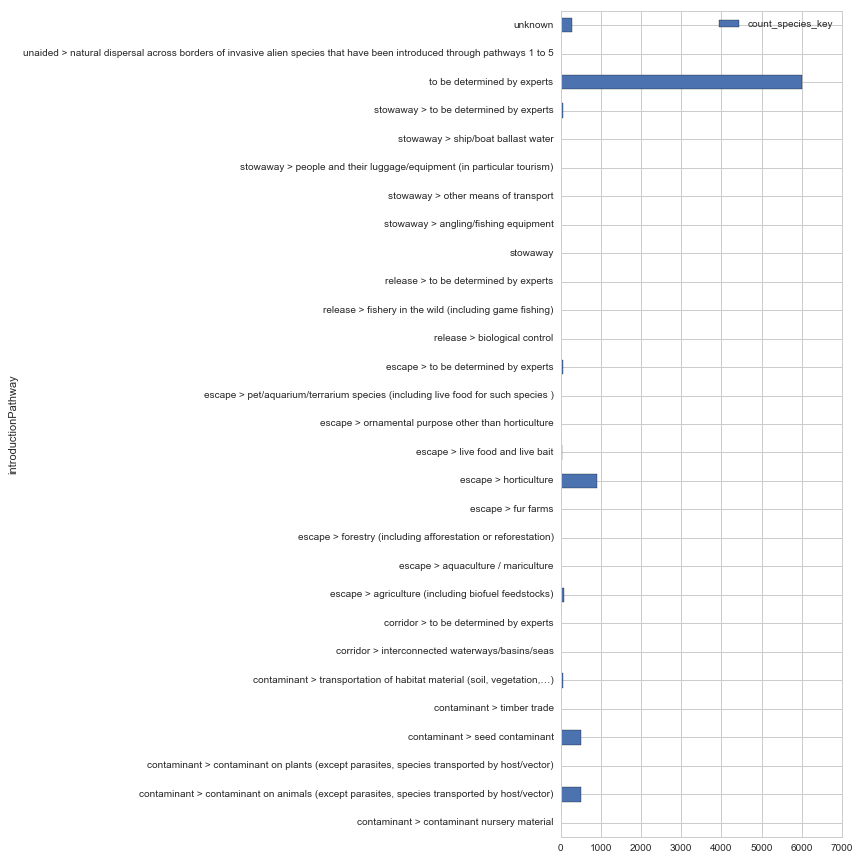 unknown
count_species_key
unaided > natural dispersal across borders of invasive alien species that have been introduced through pathways 1 to 5
to be determined by experts
stowaway > to be determined by experts
stowaway > ship/boat ballast water
stowaway > people and their luggage/equipment (in particular tourism)
stowaway > other means of transport
stowaway > angling/fishing equipment
stowaway
release > to be determined by experts
release > fishery in the wild (including game fishing)
release > biological control
escape > to be determined by experts
escape > pet/aquarium/terrarium species (including live food for such species )
escape > ornamental purpose other than horticulture
escape > live food and live bait
introductionPathway
escape > horticulture
escape > fur farms
escape > forestry (including afforestation or reforestation)
escape > aquaculture / mariculture
escape > agriculture (including biofuel feedstocks)
corridor > to be determined by experts
corridor > interconnected waterways/basins/seas
contaminant > transportation of habitat material (soil, vegetation,…)
contaminant > timber trade
contaminant > seed contaminant
contaminant > contaminant on plants (except parasites, species transported by host/vector)
contaminant > contaminant on animals (except parasites, species transported by host/vector)
contaminant > contaminant nursery material
0 1000 2000 3000 4000 5000 6000 7000